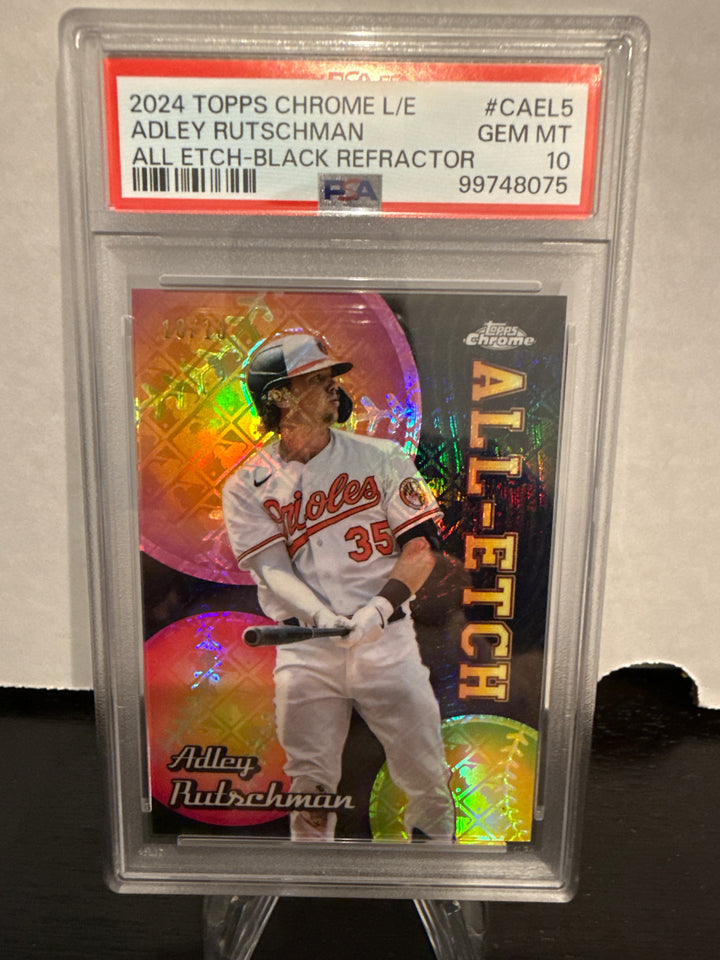 2024 TOPPS CHROME L/E #CAEL5
ADLEY RUTSCHMAN GEM MT
ALL ETCH-BLACK REFRACTOR 10
99748075
PSA
Topps
Chrome
ALL-ETCH
Orioles
35
Adley
Rutschman